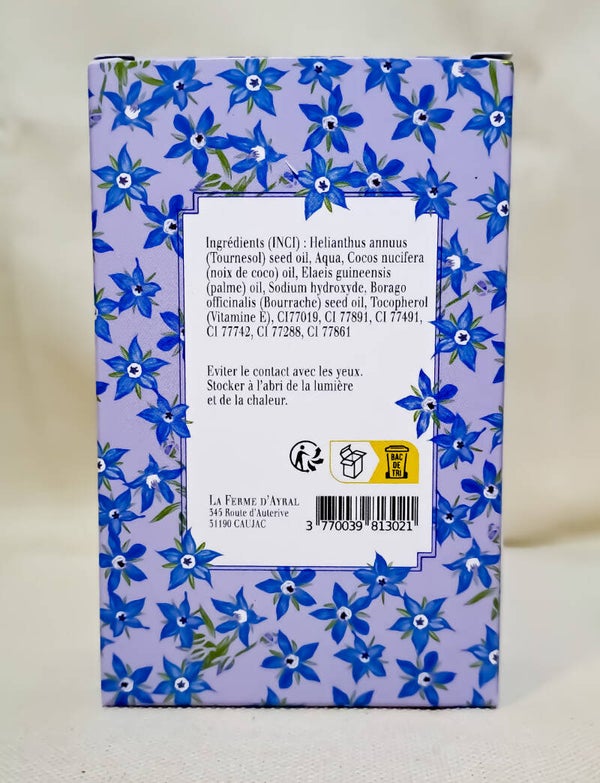 Ingrédients (INCI) : Helianthus annuus
(Tournesol) seed oil, Aqua, Cocos nucifera
(noix de coco) oil, Elaeis guineensis
(palme) oil, Sodium hydroxyde, Borago
officinalis (Bourrache) seed oil, Tocopherol
(Vitamine E), CI77019, CI 77891, CI 77491,
CI 77742, CI 77288, CI 77861
Eviter le contact avec les yeux.
Stocker à l'abri de la lumière
et de la chaleur.
BAC
DE
TRI
La Ferme d'Ayral
345 Route d'Auterive
31190 CAUJAC
3 770039 813021